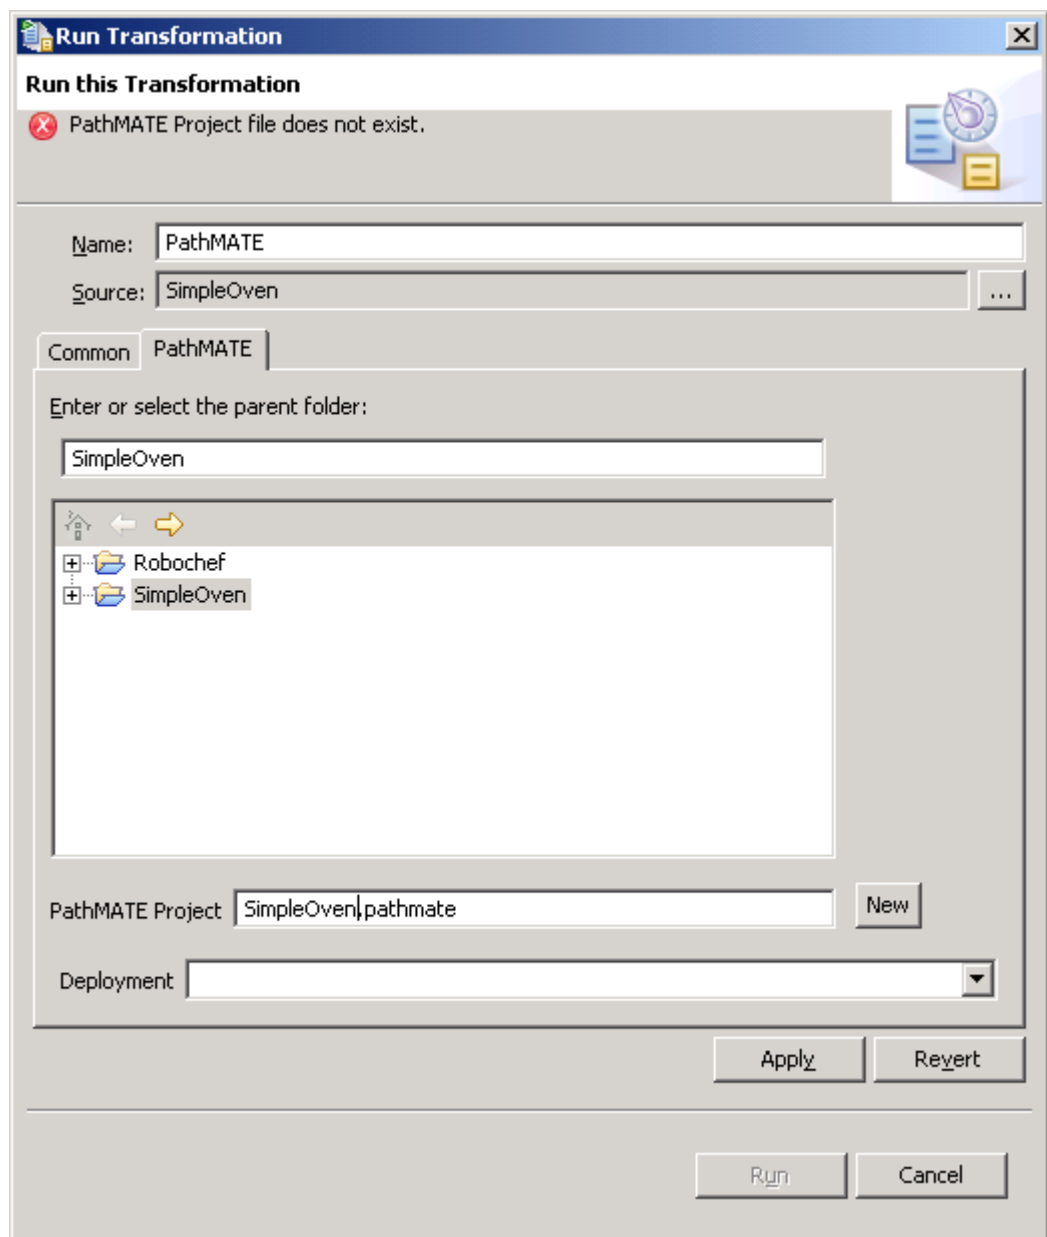 Run Transformation
Run this Transformation
PathMATE Project file does not exist.
Name: PathMATE
Source: SimpleOven ...
Common PathMATE
Enter or select the parent folder:
SimpleOven
Robochef
SimpleOven
PathMATE Project SimpleOven.pathmate New
Deployment
Apply Revert
Run Cancel